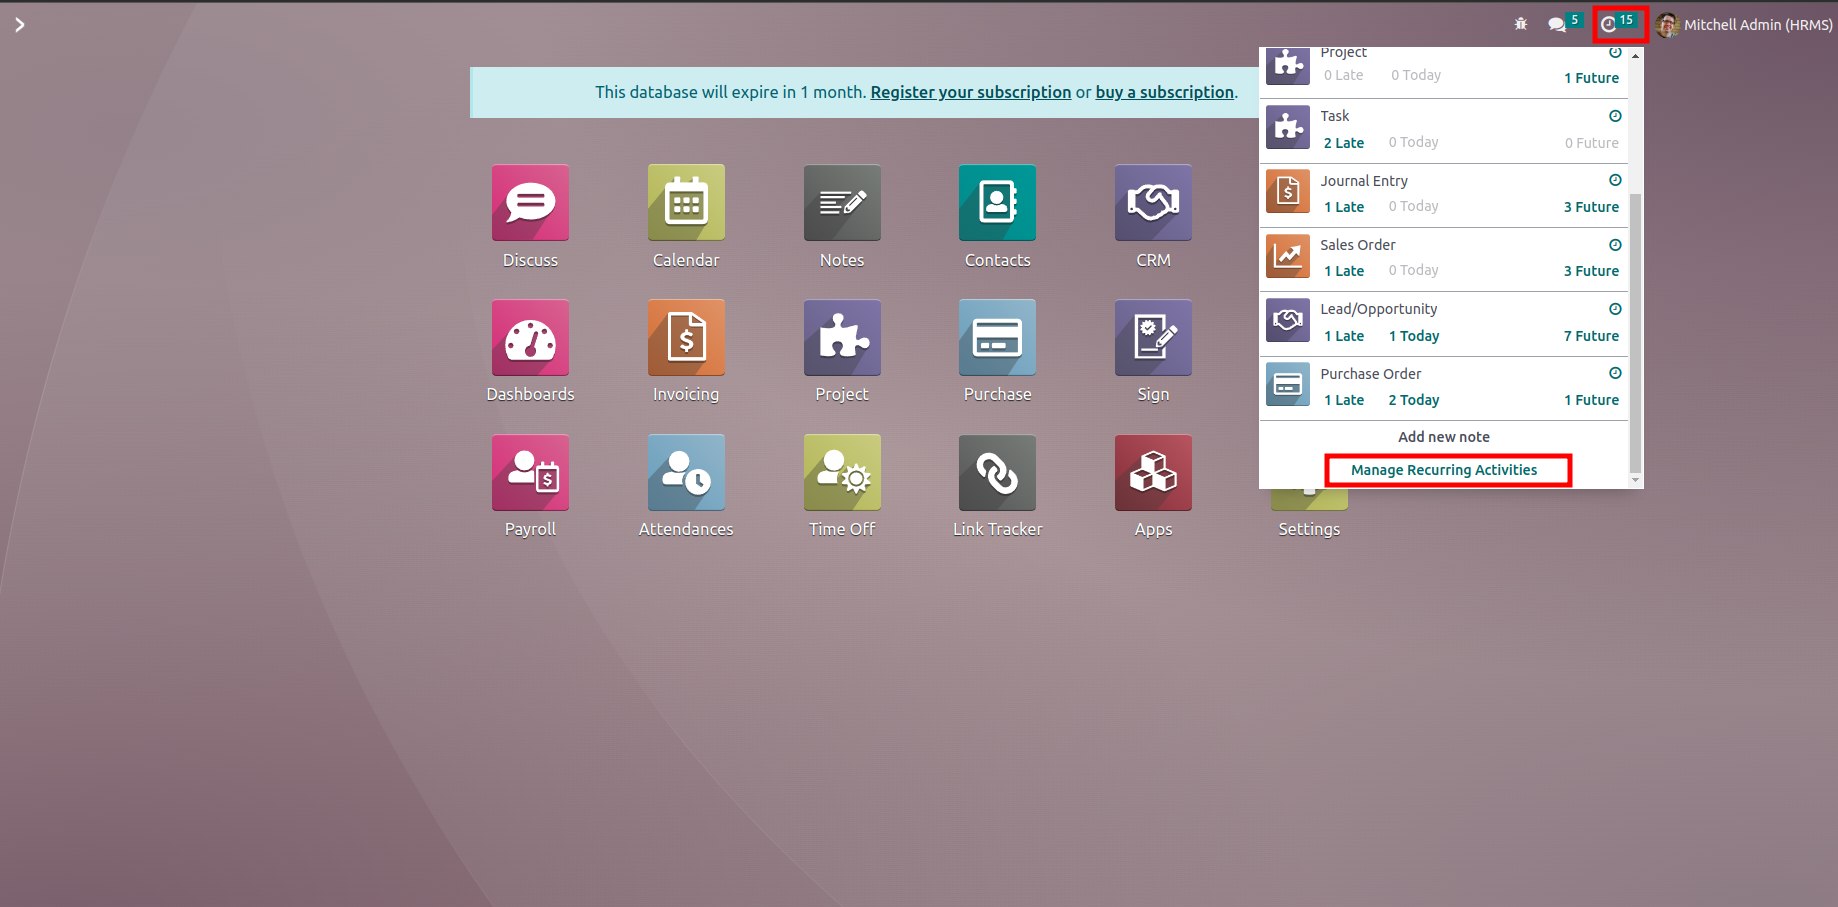 5
15
Mitchell Admin (HRMS)
This database will expire in 1 month. Register your subscription or buy a subscription.
Project
0 Late 0 Today 1 Future
Task
2 Late 0 Today 0 Future
Journal Entry
1 Late 0 Today 3 Future
Sales Order
1 Late 0 Today 3 Future
Lead/Opportunity
1 Late 1 Today 7 Future
Purchase Order
1 Late 2 Today 1 Future
Add new note
Manage Recurring Activities
Discuss Calendar Notes Contacts CRM
Dashboards Invoicing Project Purchase Sign
Payroll Attendances Time Off Link Tracker Apps Settings